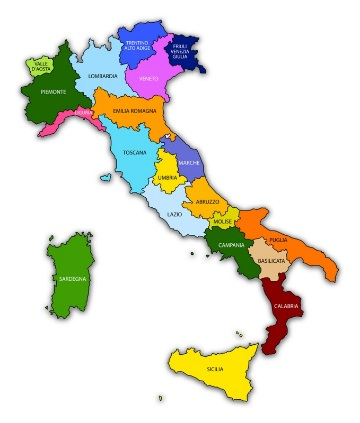 TRENTINO
ALTO ADIGE
FRIULI
VENEZIA
GIULIA
VALLE
D'AOSTA
LOMBARDIA
VENETO
PIEMONTE
EMILIA ROMAGNA
LIGURIA
TOSCANA
MARCHE
UMBRIA
ABRUZZO
LAZIO
MOLISE
PUGLIA
CAMPANIA
BASILICATA
SARDEGNA
CALABRIA
SICILIA